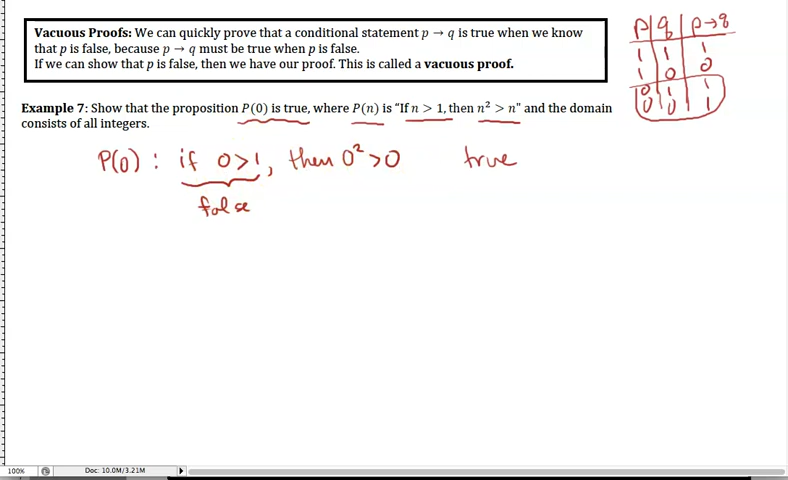 Vacuous Proofs: We can quickly prove that a conditional statement p → q is true when we know
that p is false, because p → q must be true when p is false.
If we can show that p is false, then we have our proof. This is called a vacuous proof.
p q p→q
1 1 1
1 0 0
0 1 1
0 0 1
Example 7: Show that the proposition P(0) is true, where P(n) is "If n > 1, then n² > n" and the domain
consists of all integers.
P(0) : if 0>1, then 0²>0 true
false
100% Doc: 10.0M/3.21M